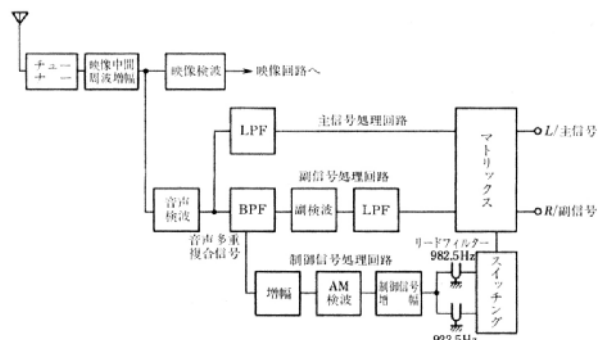 チューナー
映像中間周波増幅
映像検波
映像回路へ
LPF
主信号処理回路
マトリックス
L/主信号
副信号処理回路
音声検波
BPF
副検波
LPF
R/副信号
音声多重
複合信号
リードフィルター
982.5Hz
制御信号処理回路
スイッチング
増幅
AM検波
制御信号増幅
922.5Hz